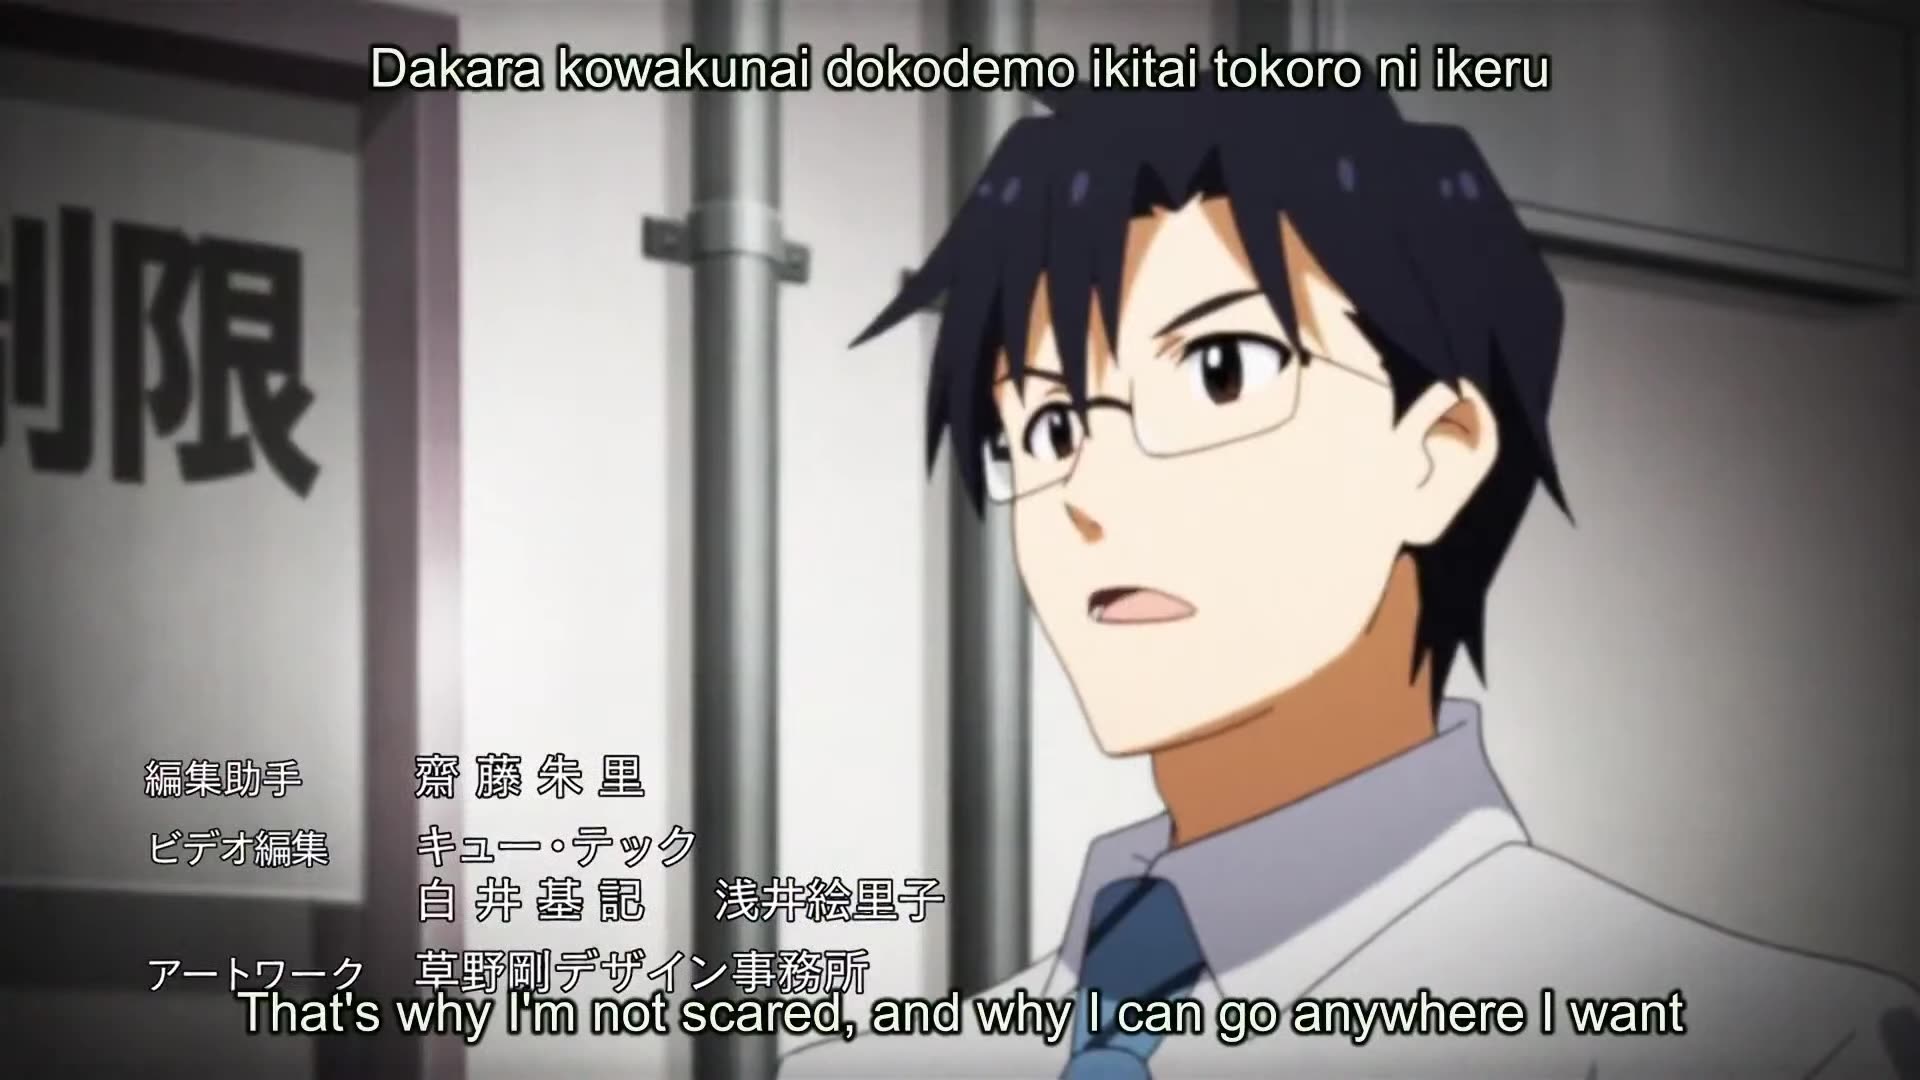 Dakara kowakunai dokodemo ikitai tokoro ni ikeru
制限
編集助手 齋藤朱里
ビデオ編集 キュー・テック
白井基記 浅井絵里子
アートワーク 草野剛デザイン事務所
That's why I'm not scared, and why I can go anywhere I want